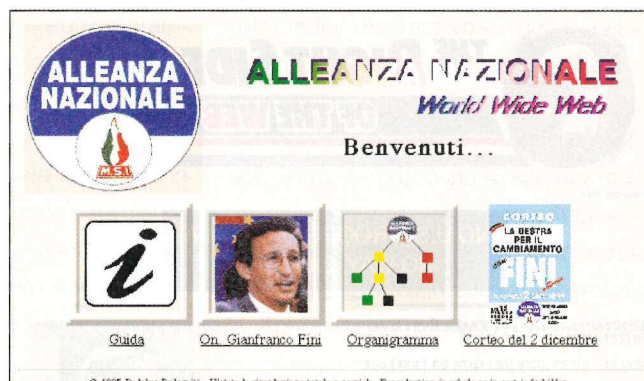 ALLEANZA
NAZIONALE
M.S.I.
ALLEANZA NAZIONALE
World Wide Web
Benvenuti...
i
CORTEO
LA DESTRA
PER IL
CAMBIAMENTO
FINI
Guida
On. Gianfranco Fini
Organigramma
Corteo del 2 dicembre
© 1995